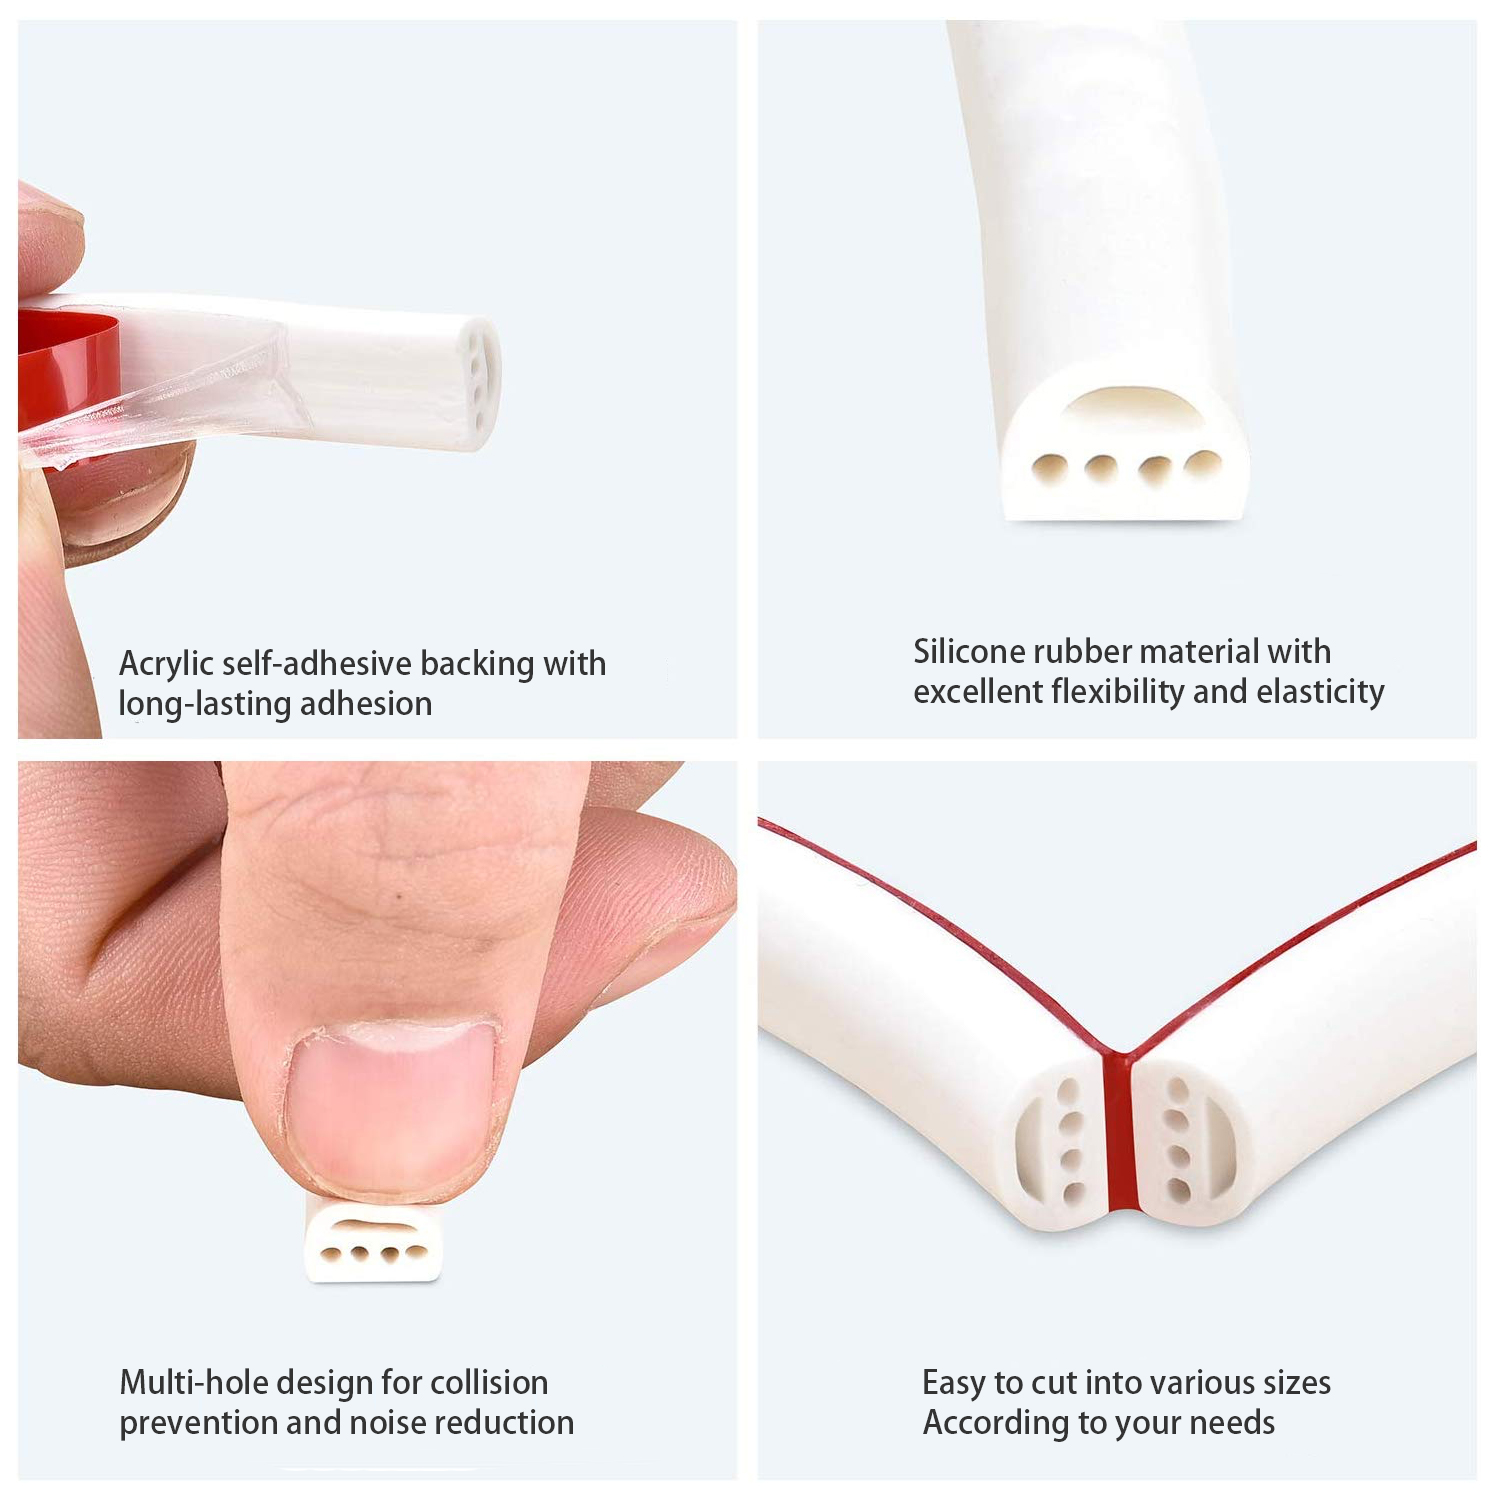 Acrylic self-adhesive backing with
long-lasting adhesion
Silicone rubber material with
excellent flexibility and elasticity
Multi-hole design for collision
prevention and noise reduction
Easy to cut into various sizes
According to your needs